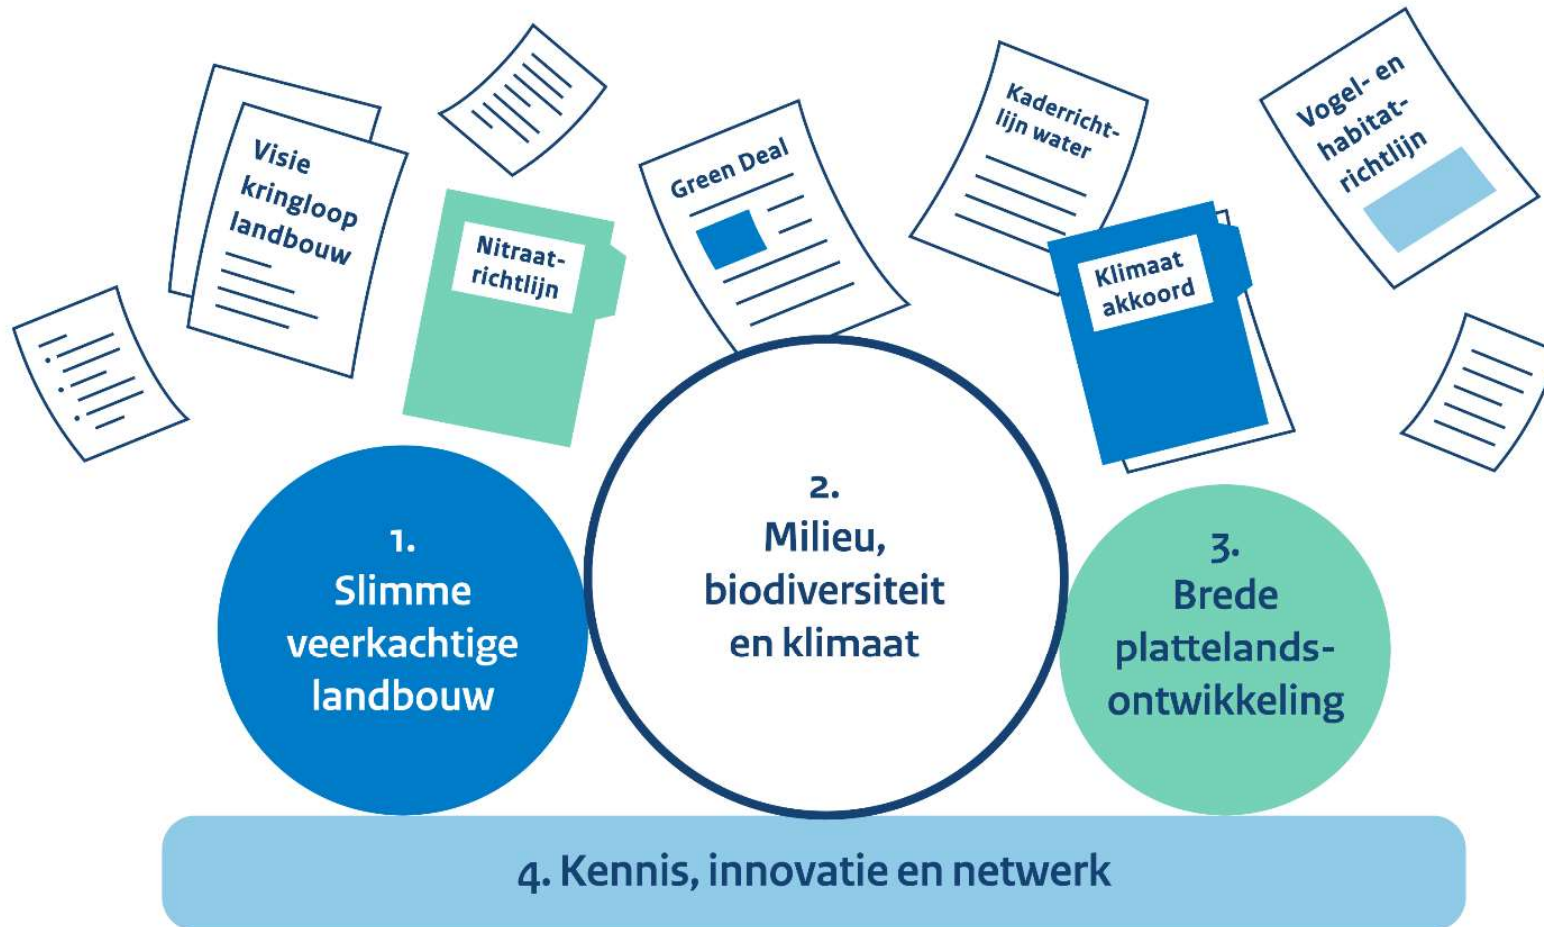 Visie
kringloop
landbouw
Nitraat-
richtlijn
Green Deal
Kaderricht-
lijn water
Klimaat
akkoord
Vogel- en
habitat-
richtlijn
1.
Slimme
veerkachtige
landbouw
2.
Milieu,
biodiversiteit
en klimaat
3.
Brede
plattelands-
ontwikkeling
4. Kennis, innovatie en netwerk